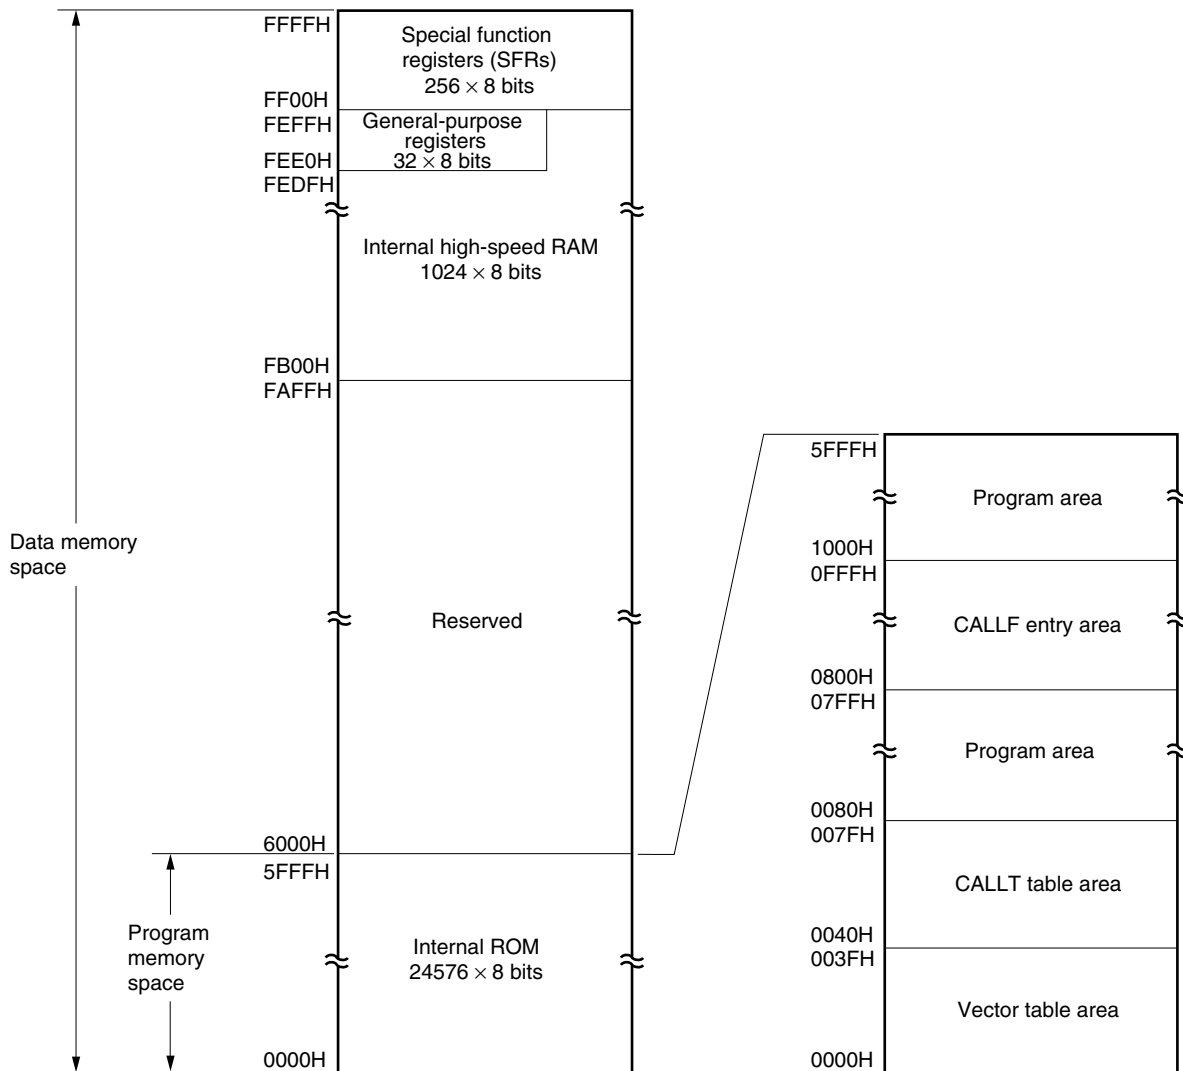 FFFFH
Special function
registers (SFRs)
256 × 8 bits
FF00H
FEFFH
General-purpose
registers
32 × 8 bits
FEE0H
FEDFH
Internal high-speed RAM
1024 × 8 bits
FB00H
FAFFH
Data memory
space
Reserved
6000H
5FFFH
Program
memory
space
Internal ROM
24576 × 8 bits
0000H
5FFFH
Program area
1000H
0FFFH
CALLF entry area
0800H
07FFH
Program area
0080H
007FH
CALLT table area
0040H
003FH
Vector table area
0000H